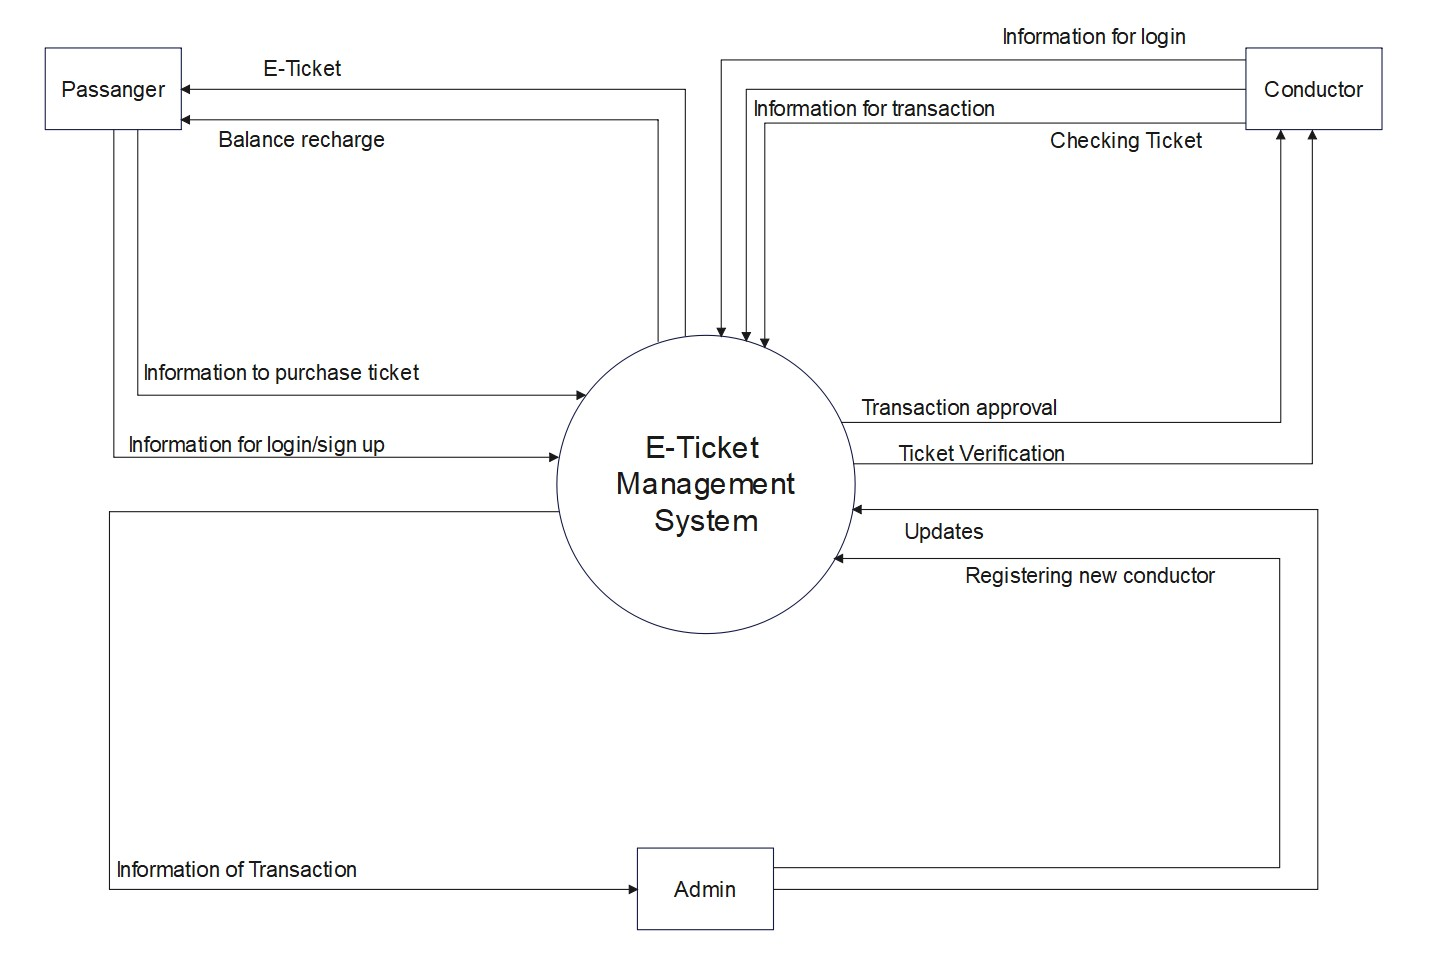 Information for login
Passanger
E-Ticket
Conductor
Information for transaction
Balance recharge
Checking Ticket
Information to purchase ticket
Transaction approval
Information for login/sign up
E-Ticket
Management
System
Ticket Verification
Updates
Registering new conductor
Information of Transaction
Admin